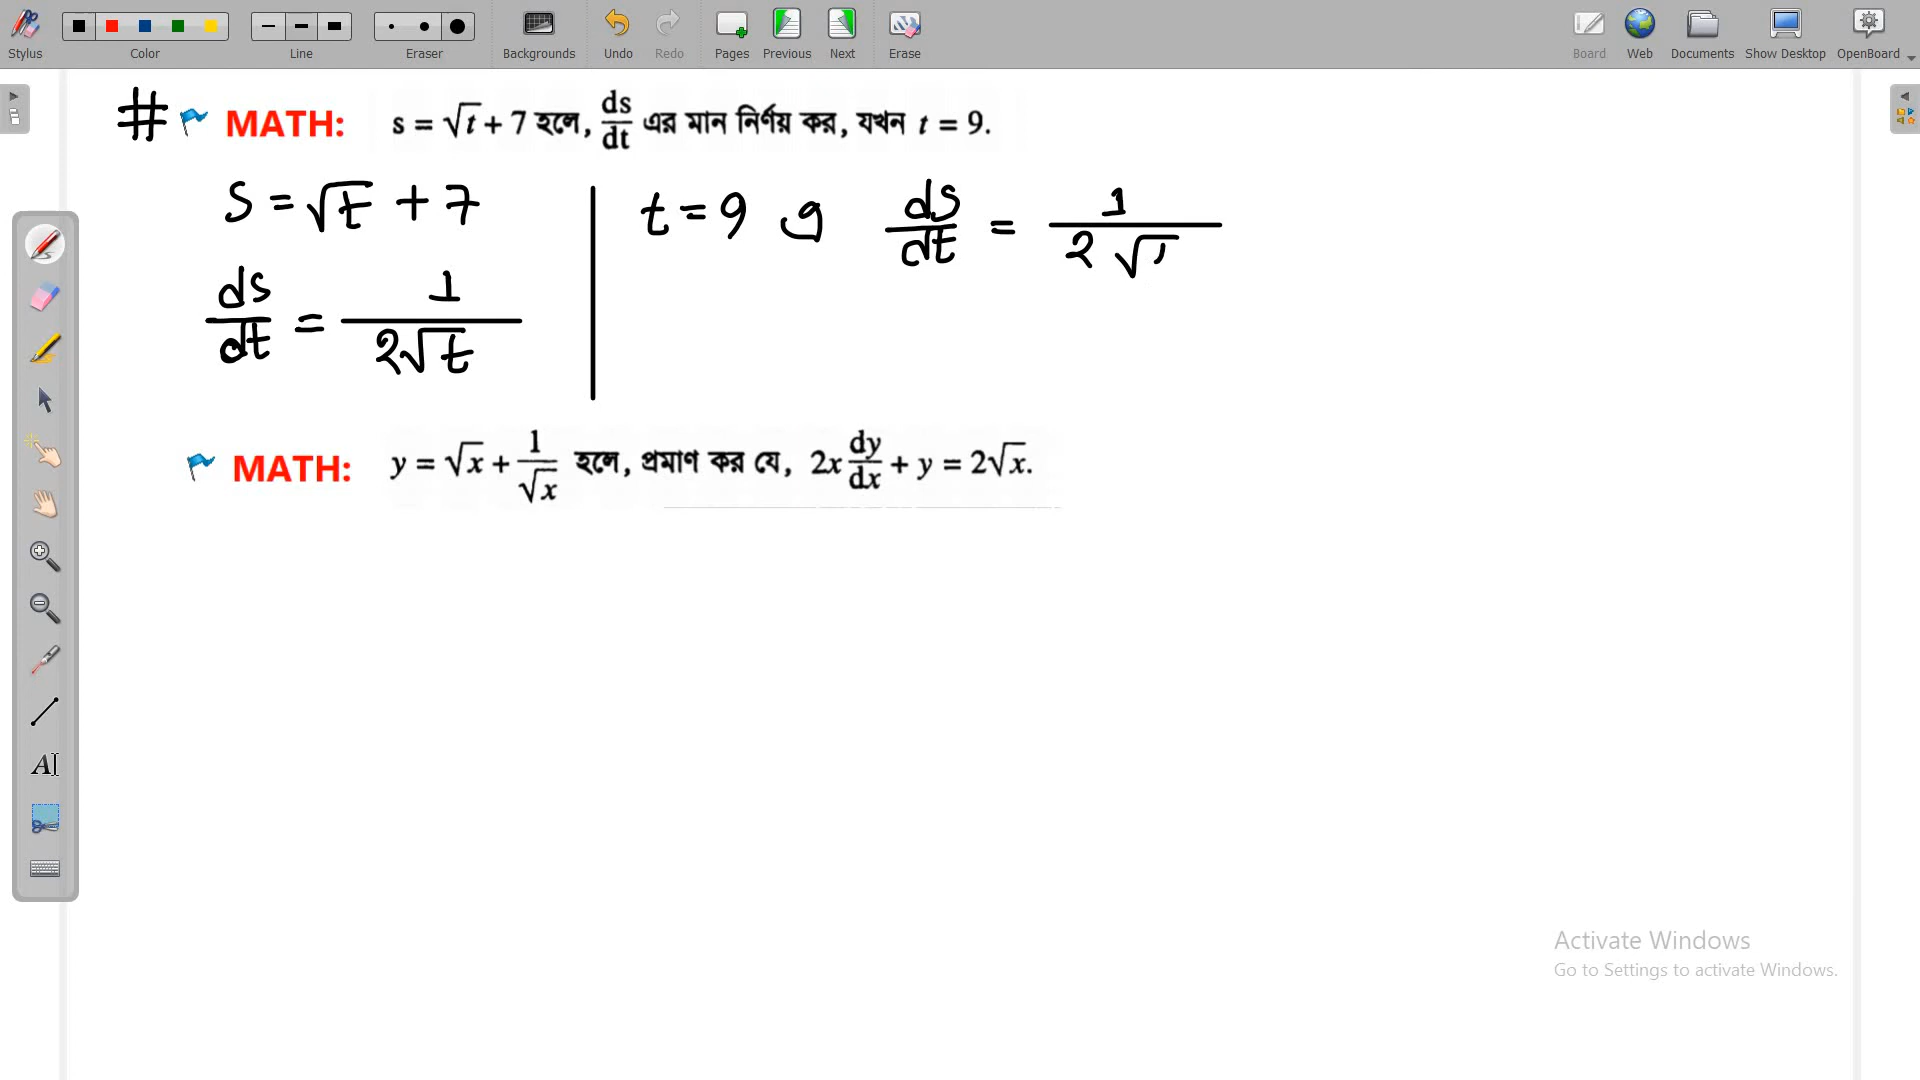 Stylus Color Line Eraser Backgrounds Undo Redo Pages Previous Next Erase Board Web Documents Show Desktop OpenBoard
# MATH: s = √t + 7 হলে, ds/dt এর মান নির্ণয় কর, যখন t = 9.
S = √t + 7
ds/dt = 1/(2√t)
t = 9 এ ds/dt = 1/(2√
MATH: y = √x + 1/√x হলে, প্রমাণ কর যে, 2x dy/dx + y = 2√x.
Activate Windows
Go to Settings to activate Windows.